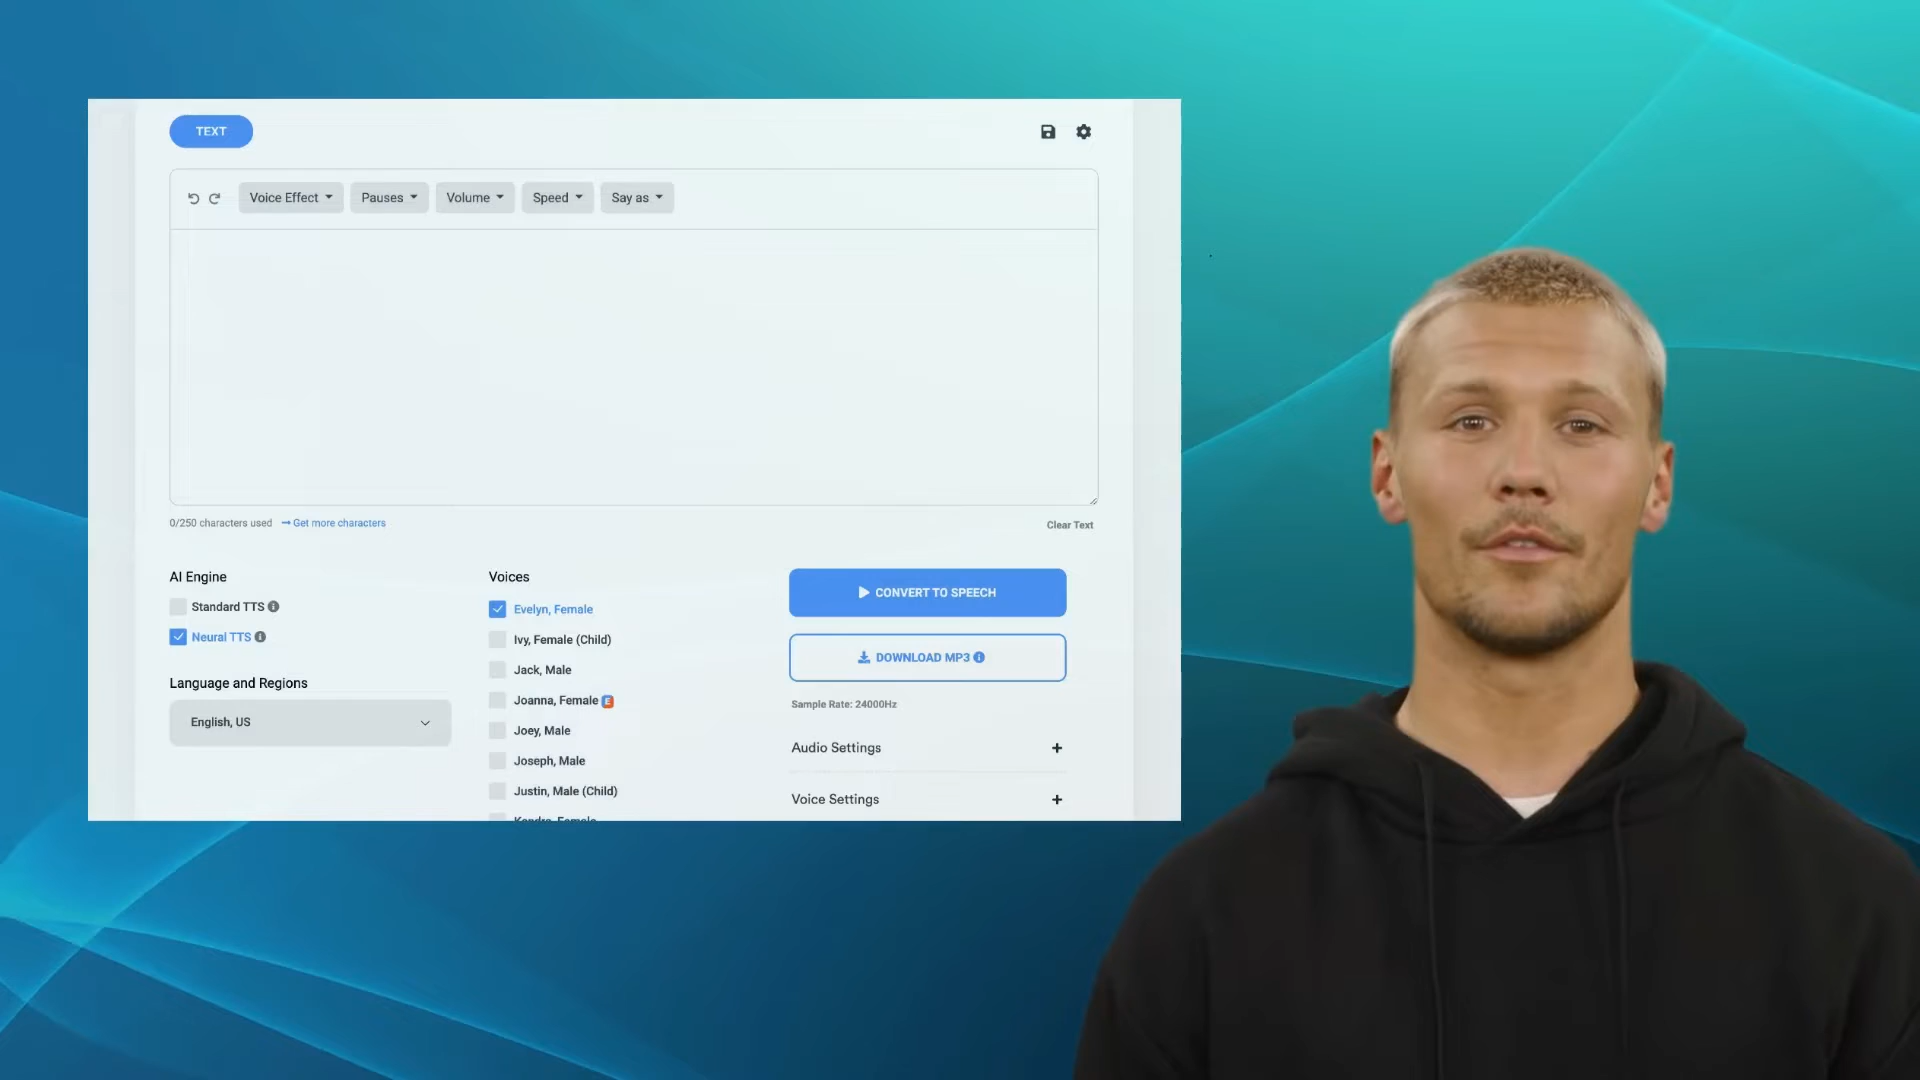 TEXT
Voice Effect
Pauses
Volume
Speed
Say as
0/250 characters used
Get more characters
Clear Text
AI Engine
Standard TTS
Neural TTS
Language and Regions
English, US
Voices
Evelyn, Female
Ivy, Female (Child)
Jack, Male
Joanna, Female E
Joey, Male
Joseph, Male
Justin, Male (Child)
Kendra, Female
CONVERT TO SPEECH
DOWNLOAD MP3
Sample Rate: 24000Hz
Audio Settings
Voice Settings